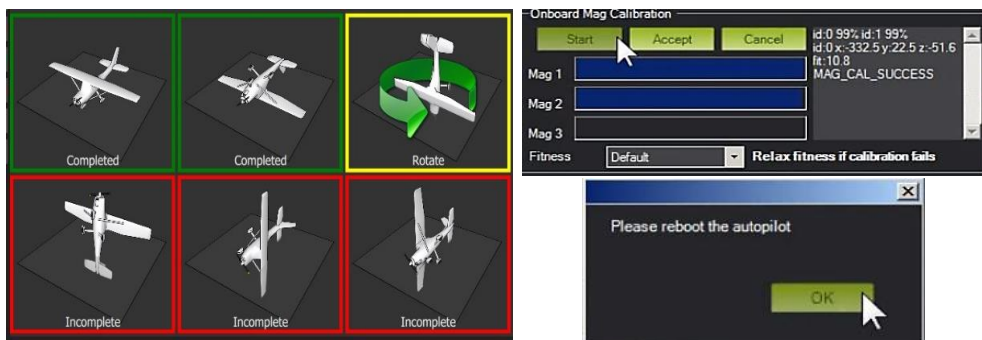 Completed
Completed
Rotate
Incomplete
Incomplete
Incomplete
Onboard Mag Calibration
Start
Accept
Cancel
id:0 99% id:1 99%
id:0 x:-332.5 y:22.5 z:-51.6
fit:10.8
MAG_CAL_SUCCESS
Mag 1
Mag 2
Mag 3
Fitness
Default
Relax fitness if calibration fails
Please reboot the autopilot
OK